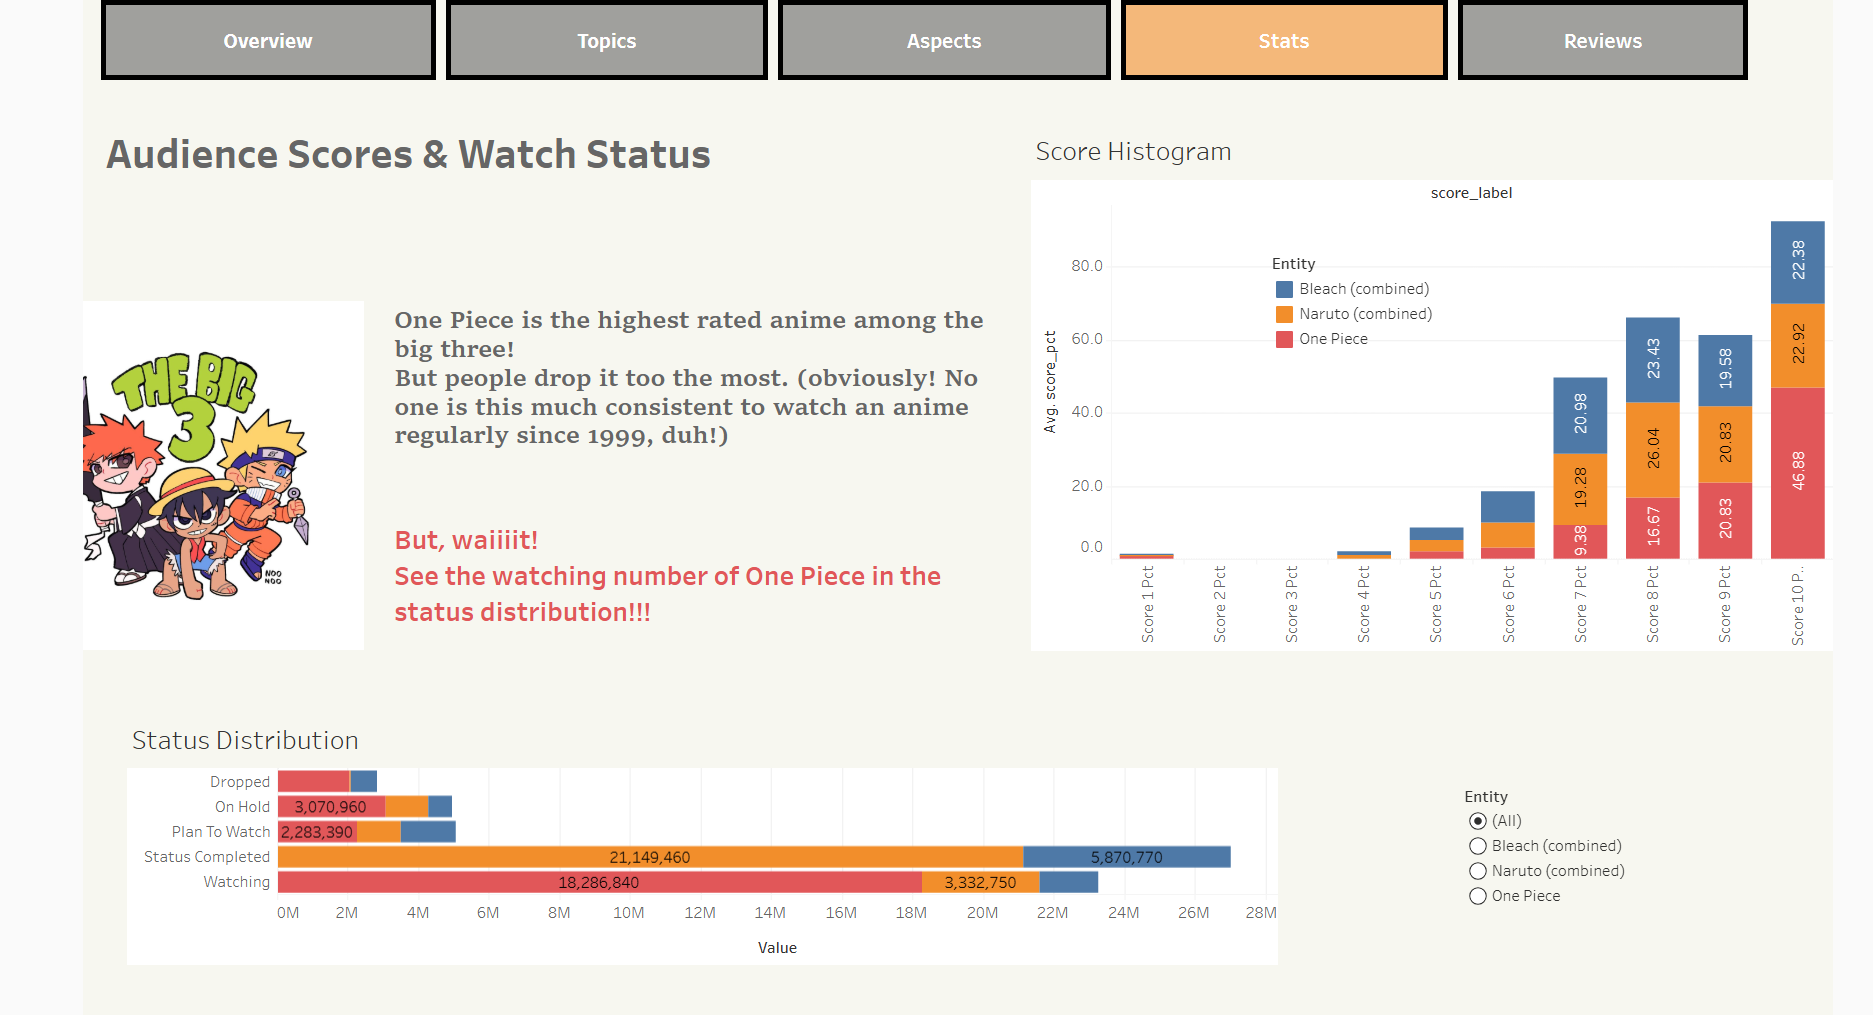 Overview
Topics
Aspects
Stats
Reviews
Audience Scores & Watch Status
THE BIG
3
NOO
NOO
One Piece is the highest rated anime among the
big three!
But people drop it too the most. (obviously! No
one is this much consistent to watch an anime
regularly since 1999, duh!)
But, waiiiit!
See the watching number of One Piece in the
status distribution!!!
Score Histogram
score_label
Avg. score_pct
80.0
60.0
40.0
20.0
0.0
Entity
Bleach (combined)
Naruto (combined)
One Piece
20.98
19.28
9.38
23.43
26.04
16.67
19.58
20.83
20.83
22.38
22.92
46.88
Score 1 Pct
Score 2 Pct
Score 3 Pct
Score 4 Pct
Score 5 Pct
Score 6 Pct
Score 7 Pct
Score 8 Pct
Score 9 Pct
Score 10 P..
Status Distribution
Dropped
On Hold 3,070,960
Plan To Watch 2,283,390
Status Completed 21,149,460 5,870,770
Watching 18,286,840 3,332,750
0M 2M 4M 6M 8M 10M 12M 14M 16M 18M 20M 22M 24M 26M 28M
Value
Entity
(All)
Bleach (combined)
Naruto (combined)
One Piece